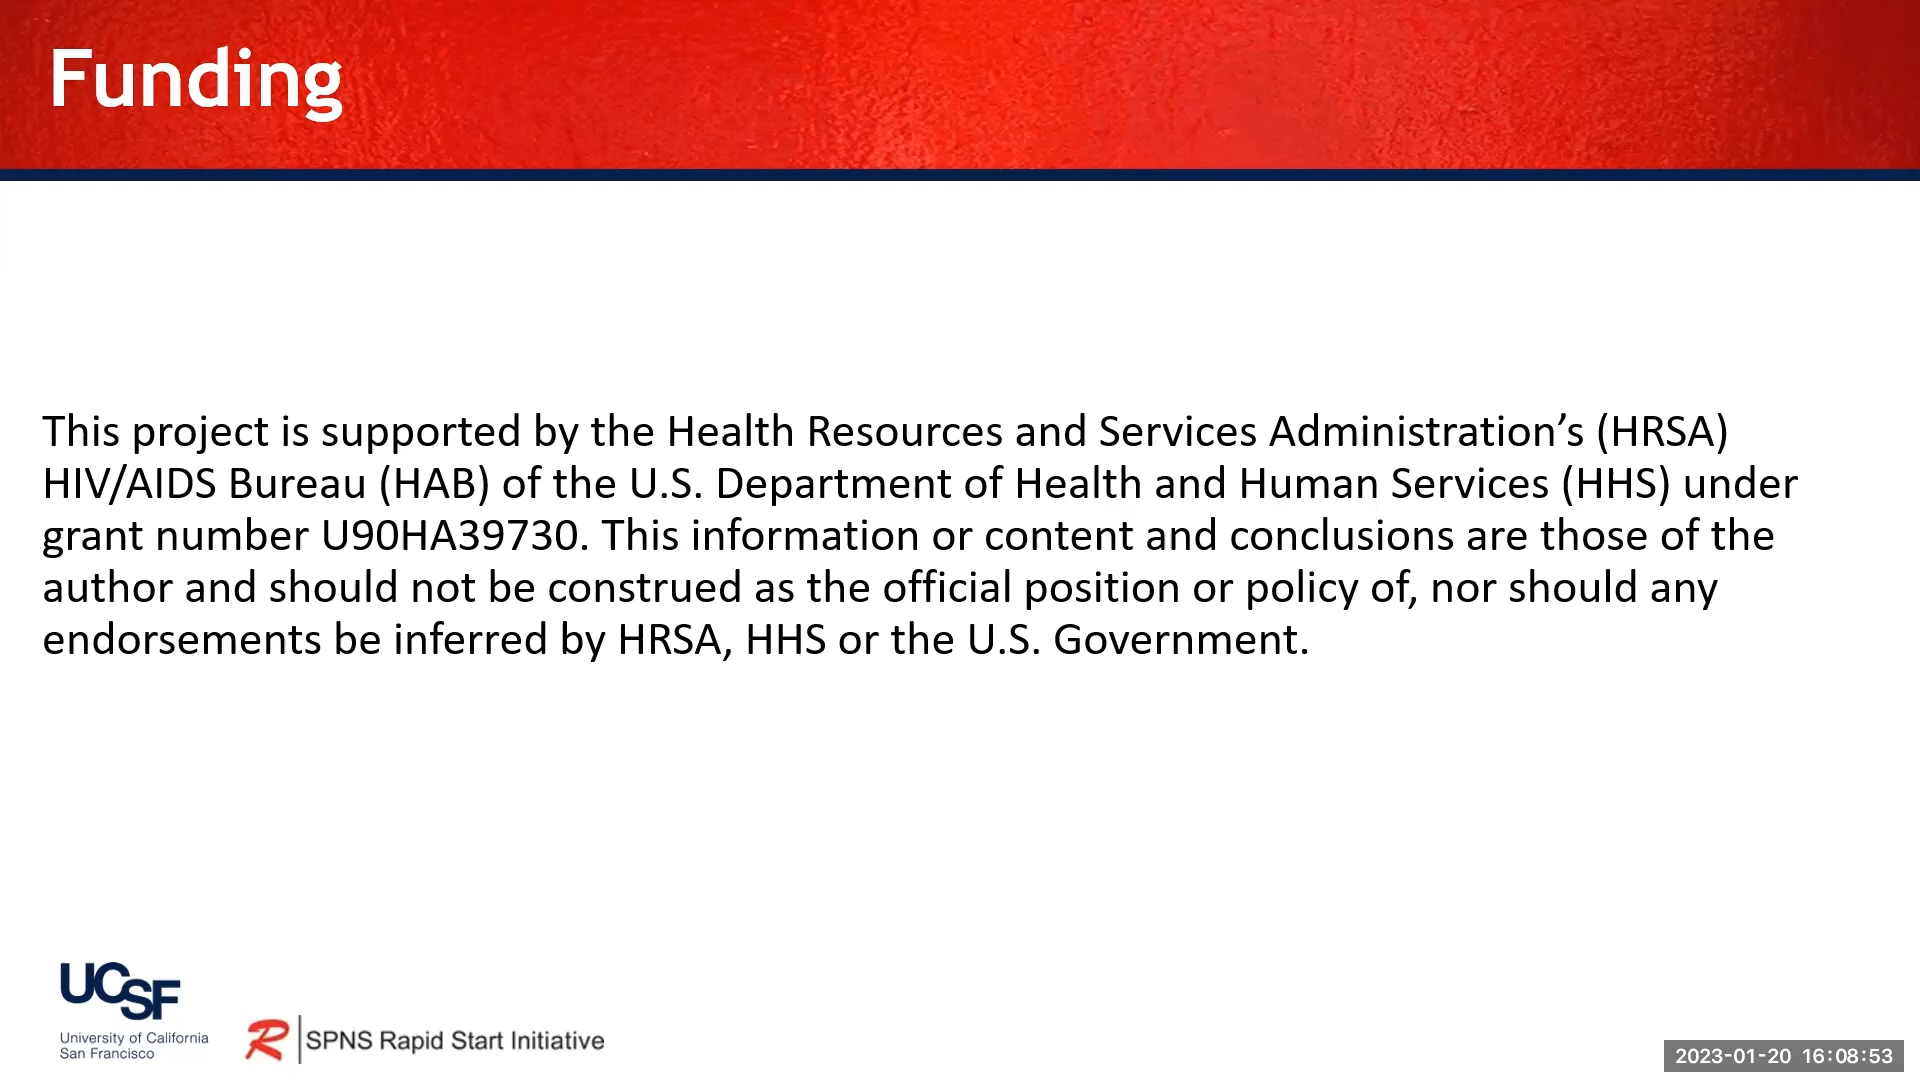 Funding
This project is supported by the Health Resources and Services Administration’s (HRSA)
HIV/AIDS Bureau (HAB) of the U.S. Department of Health and Human Services (HHS) under
grant number U90HA39730. This information or content and conclusions are those of the
author and should not be construed as the official position or policy of, nor should any
endorsements be inferred by HRSA, HHS or the U.S. Government.
UCSF
University of California
San Francisco
R SPNS Rapid Start Initiative
2023-01-20 16:08:53